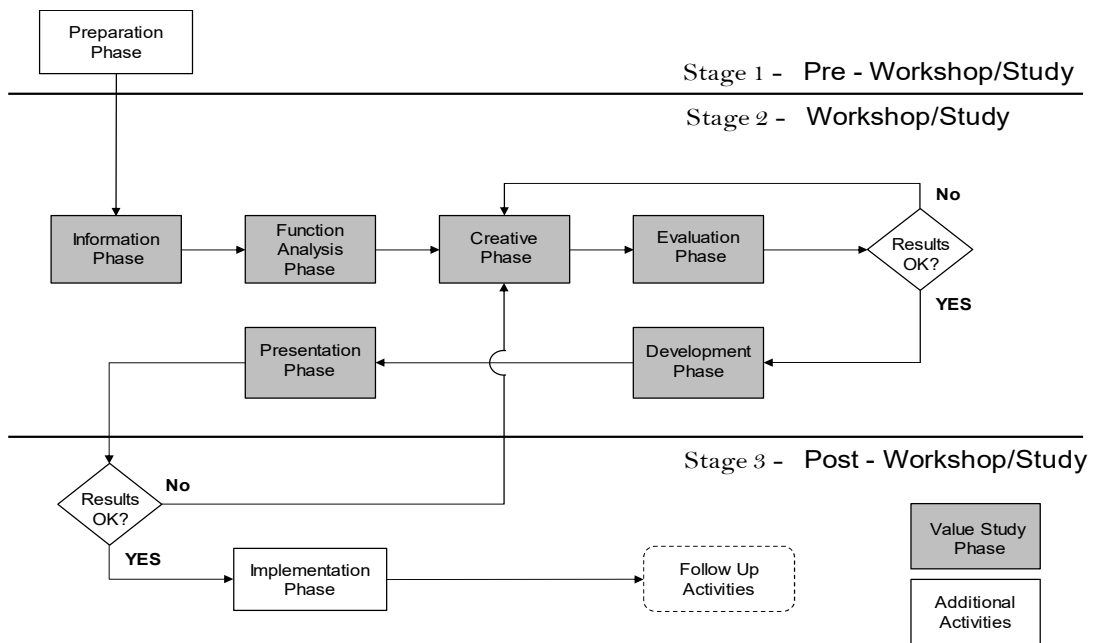 Preparation
Phase
Stage 1 - Pre - Workshop/Study
Stage 2 - Workshop/Study
No
Information
Phase
Function
Analysis
Phase
Creative
Phase
Evaluation
Phase
Results
OK?
YES
Presentation
Phase
Development
Phase
Stage 3 - Post - Workshop/Study
Results
OK?
No
YES
Implementation
Phase
Follow Up
Activities
Value Study
Phase
Additional
Activities